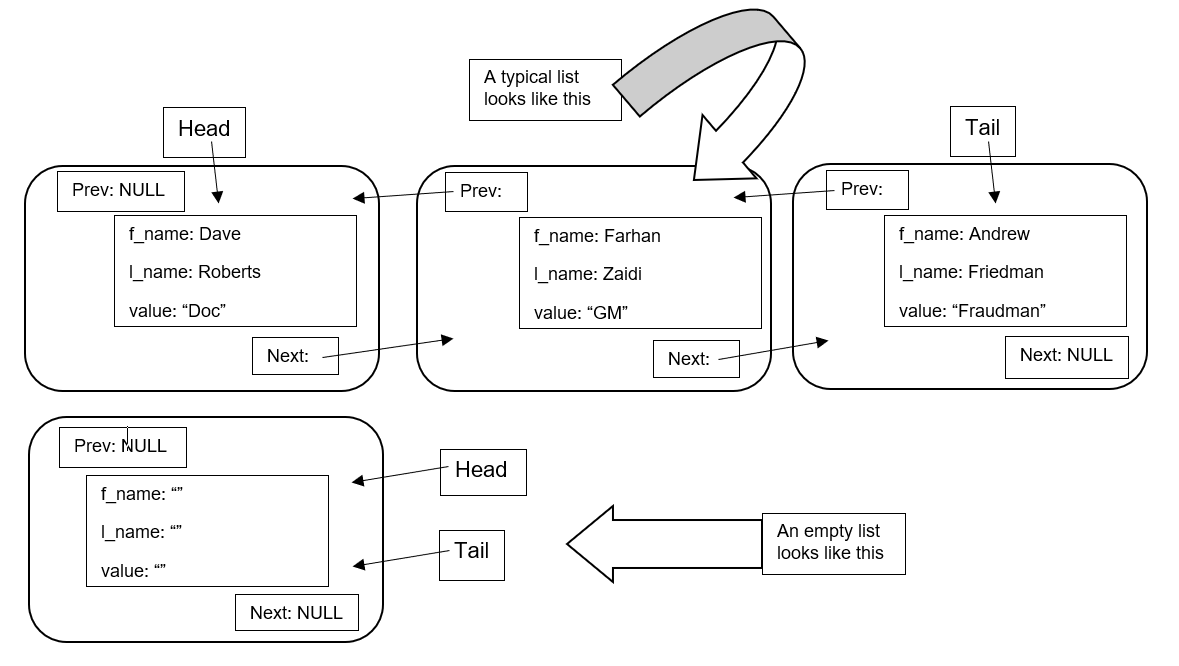 A typical list
looks like this
Head
Tail
Prev: NULL
f_name: Dave
l_name: Roberts
value: “Doc”
Next:
Prev:
f_name: Farhan
l_name: Zaidi
value: “GM”
Next:
Prev:
f_name: Andrew
l_name: Friedman
value: “Fraudman”
Next: NULL
Prev: NULL
f_name: “”
l_name: “”
value: “”
Next: NULL
Head
Tail
An empty list
looks like this